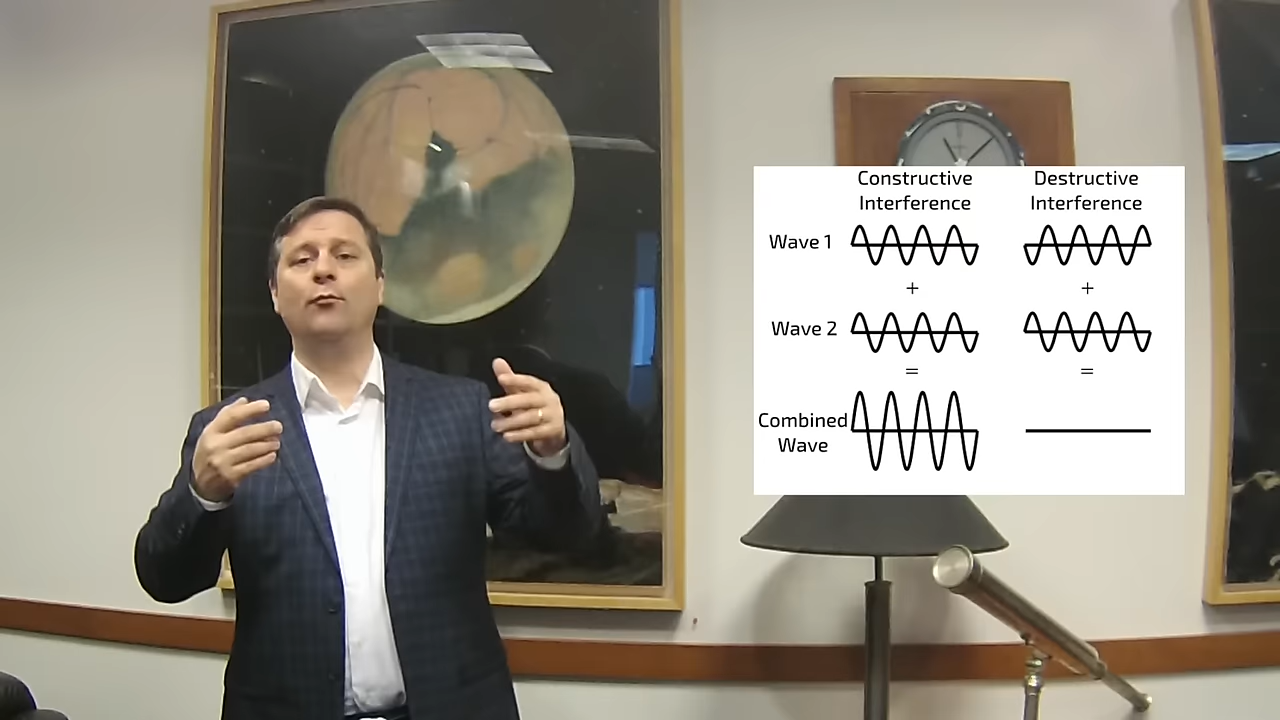 Constructive
Interference
Destructive
Interference
Wave 1
+
+
Wave 2
=
=
Combined
Wave